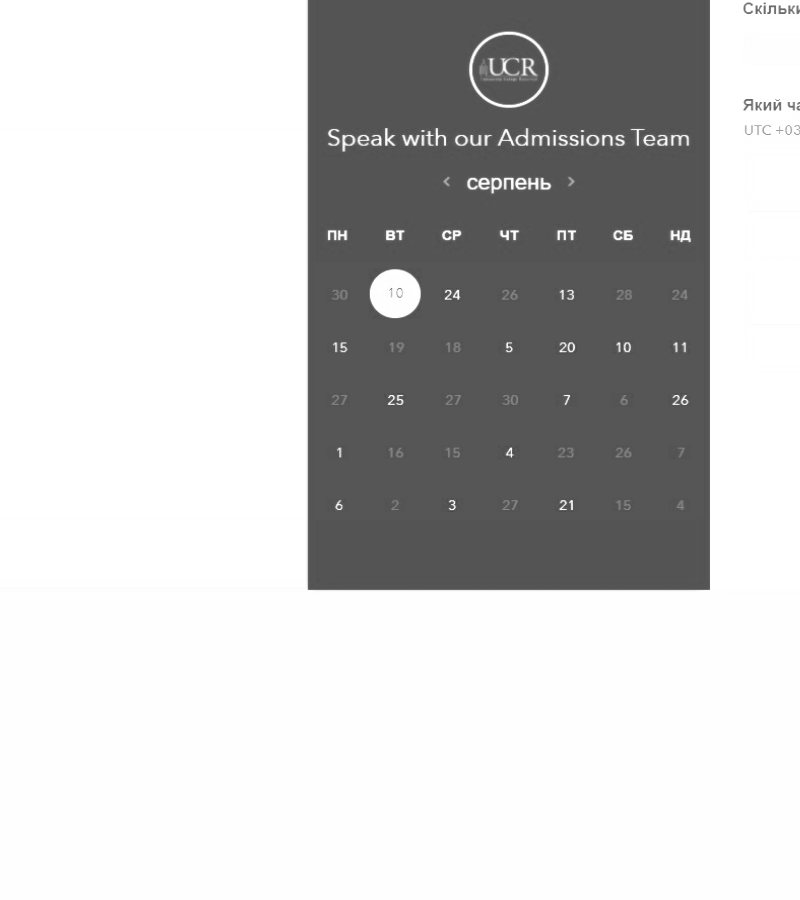 Скільки
UCR
Speak with our Admissions Team
Який ча
UTC +03
< серпень >
ПН ВТ СР ЧТ ПТ СБ НД
30 10 24 26 13 28 24
15 19 18 5 20 10 11
27 25 27 30 7 6 26
1 16 15 4 23 26 7
6 2 3 27 21 15 4